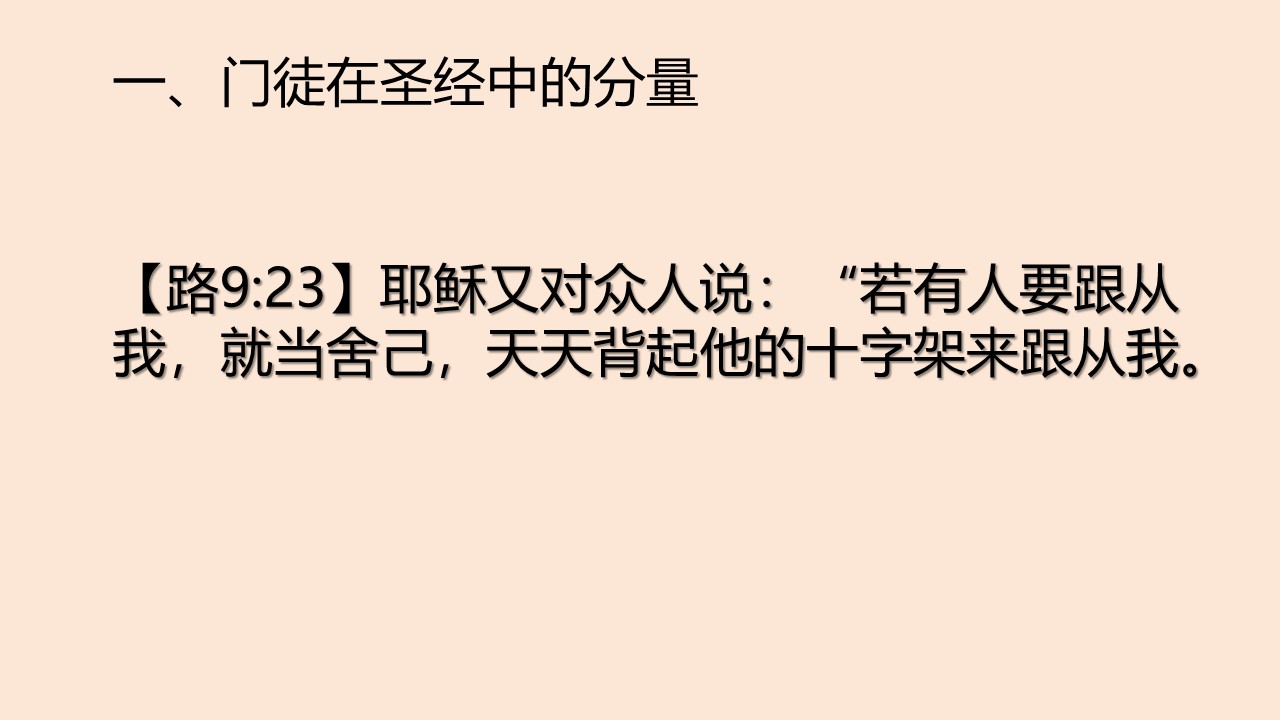 一、门徒在圣经中的分量
【路9:23】耶稣又对众人说：“若有人要跟从
我，就当舍己，天天背起他的十字架来跟从我。